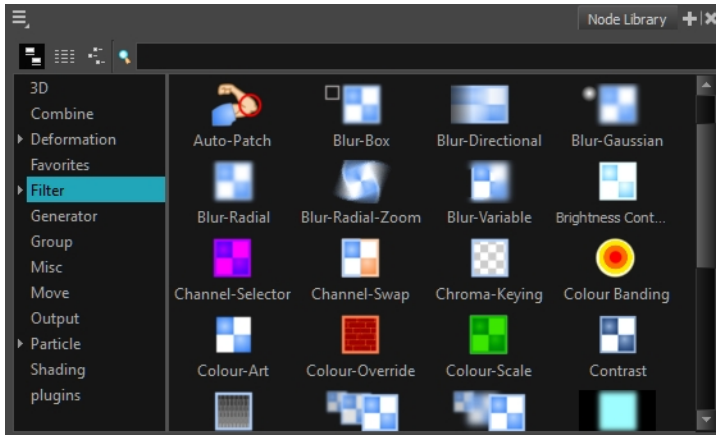 Node Library
3D
Combine
Deformation
Favorites
Filter
Generator
Group
Misc
Move
Output
Particle
Shading
plugins
Auto-Patch Blur-Box Blur-Directional Blur-Gaussian
Blur-Radial Blur-Radial-Zoom Blur-Variable Brightness Cont...
Channel-Selector Channel-Swap Chroma-Keying Colour Banding
Colour-Art Colour-Override Colour-Scale Contrast